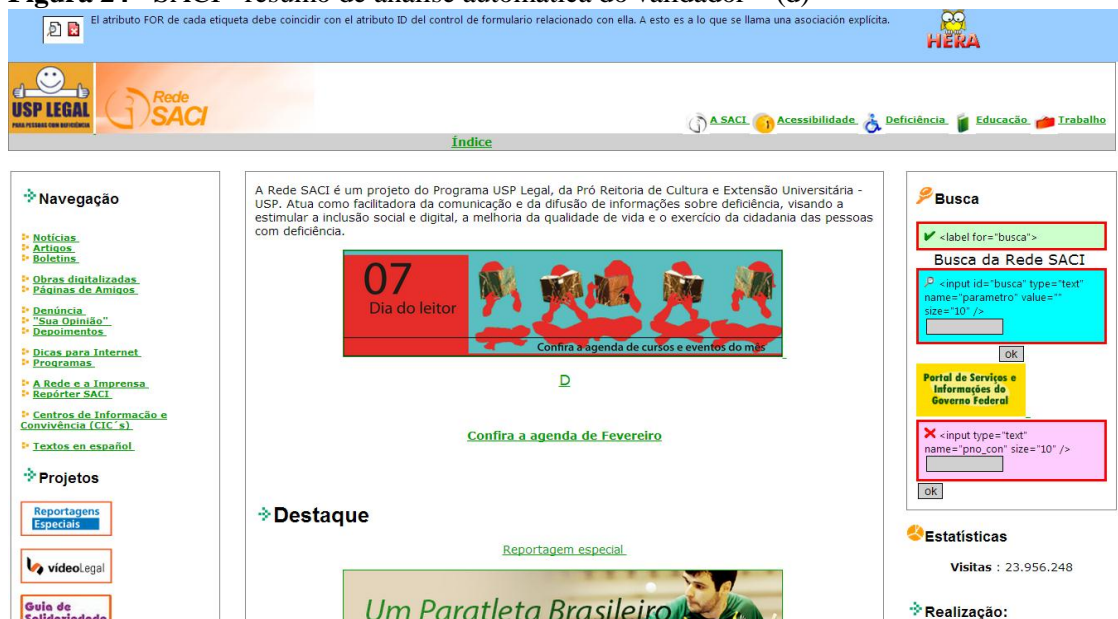 Figura 24 - SACI - resumo de análise automática do validador – (d)
El atributo FOR de cada etiqueta debe coincidir con el atributo ID del control de formulario relacionado con ella. A esto es a lo que se llama una asociación explícita.
HERA
USP LEGAL
PARA PESSOAS COM DEFICIÊNCIA
Rede
SACI
A SACI Acessibilidade Deficiência Educação Trabalho
Índice
Navegação
Notícias
Artigos
Boletins
Obras digitalizadas
Páginas de Amigos
Denúncia
"Sua Opinião"
Depoimentos
Dicas para Internet
Programas
A Rede e a Imprensa
Repórter SACI
Centros de Informação e
Convivência (CIC´s)
Textos en español
Projetos
Reportagens
Especiais
vídeoLegal
Guia de
Solidariedade
A Rede SACI é um projeto do Programa USP Legal, da Pró Reitoria de Cultura e Extensão Universitária -
USP. Atua como facilitadora da comunicação e da difusão de informações sobre deficiência, visando a
estimular a inclusão social e digital, a melhoria da qualidade de vida e o exercício da cidadania das pessoas
com deficiência.
07
Dia do leitor
Confira a agenda de cursos e eventos do mês
D
Confira a agenda de Fevereiro
Destaque
Reportagem especial
Um Paratleta Brasileiro
Busca
<label for="busca">
Busca da Rede SACI
<input id="busca" type="text"
name="parametro" value=""
size="10" />
ok
Portal de Serviços e
Informações do
Governo Federal
<input type="text"
name="pno_con" size="10" />
ok
Estatísticas
Visitas : 23.956.248
Realização: